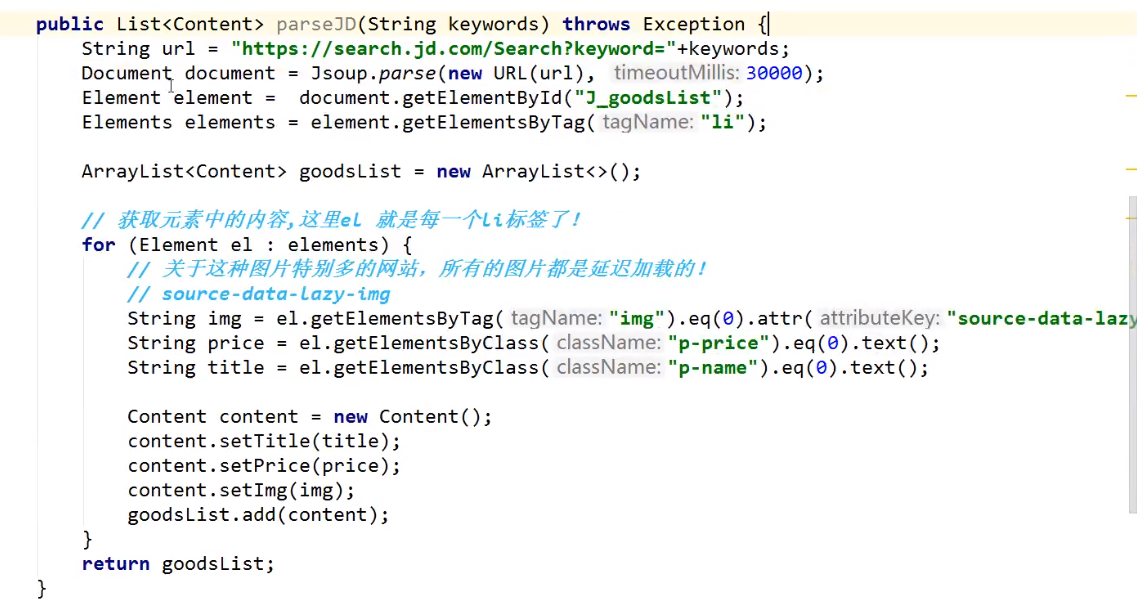 public List<Content> parseJD(String keywords) throws Exception {
String url = "https://search.jd.com/Search?keyword="+keywords;
Document document = Jsoup.parse(new URL(url), timeoutMillis: 30000);
Element element = document.getElementById("J_goodsList");
Elements elements = element.getElementsByTag( tagName: "li");
ArrayList<Content> goodsList = new ArrayList<>();
// 获取元素中的内容,这里el 就是每一个li标签了！
for (Element el : elements) {
// 关于这种图片特别多的网站，所有的图片都是延迟加载的！
// source-data-lazy-img
String img = el.getElementsByTag( tagName: "img").eq(0).attr( attributeKey: "source-data-lazy
String price = el.getElementsByClass( className: "p-price").eq(0).text();
String title = el.getElementsByClass( className: "p-name").eq(0).text();
Content content = new Content();
content.setTitle(title);
content.setPrice(price);
content.setImg(img);
goodsList.add(content);
}
return goodsList;
}